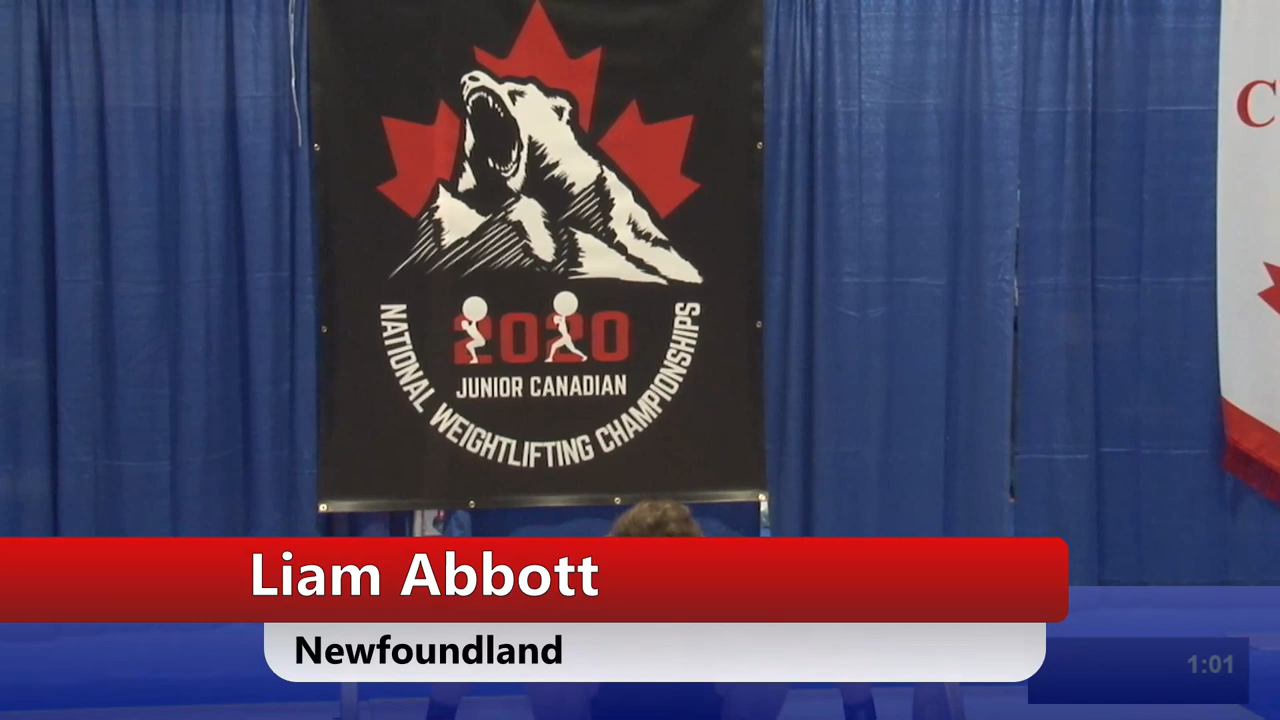 C
2020
JUNIOR CANADIAN
NATIONAL WEIGHTLIFTING CHAMPIONSHIPS
Liam Abbott
Newfoundland
1:01